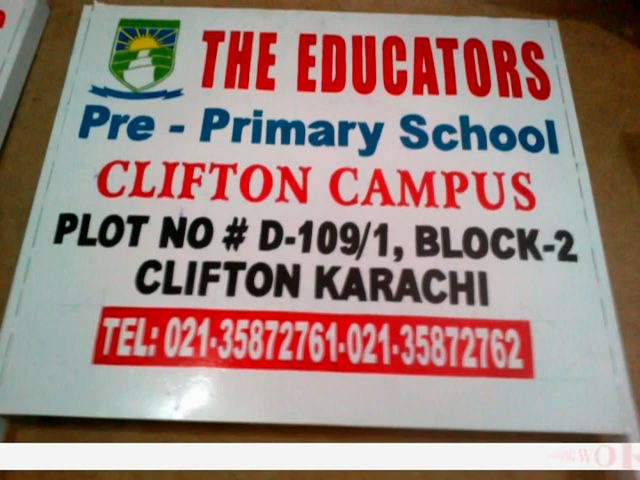 THE EDUCATORS
Pre - Primary School
CLIFTON CAMPUS
PLOT NO # D-109/1, BLOCK-2
CLIFTON KARACHI
TEL: 021-35872761-021-35872762